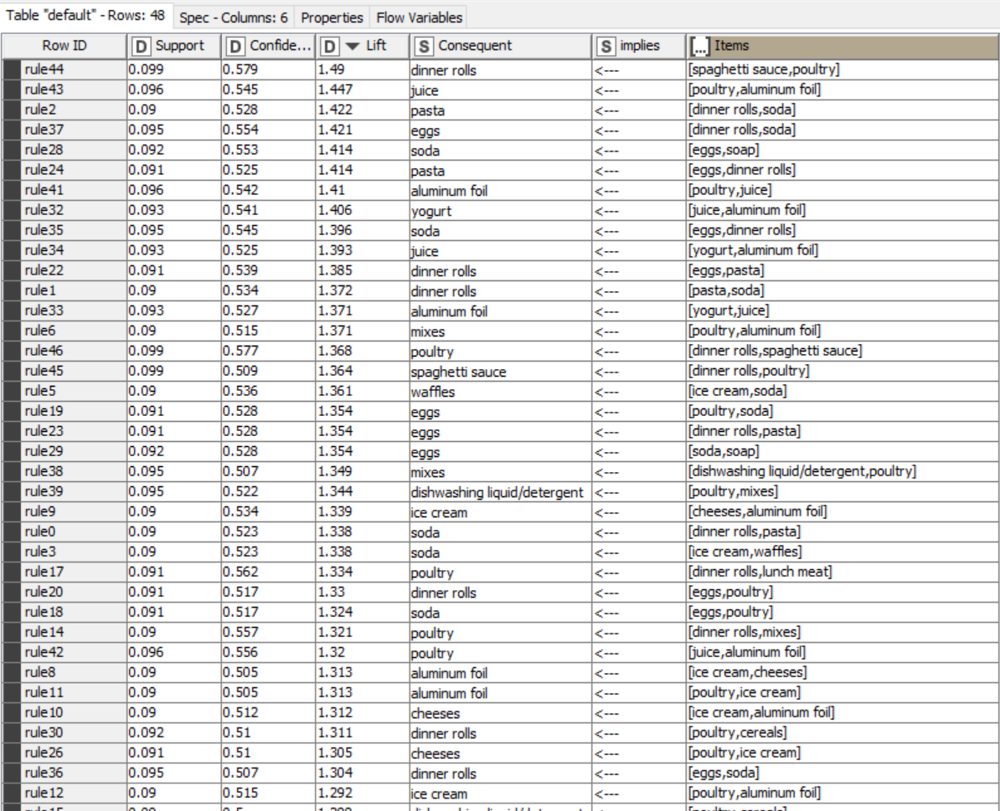 Table "default" - Rows: 48 Spec - Columns: 6 Properties Flow Variables
Row ID D Support D Confide... D Lift S Consequent S implies [...] Items
rule44 0.099 0.579 1.49 dinner rolls <--- [spaghetti sauce,poultry]
rule43 0.096 0.545 1.447 juice <--- [poultry,aluminum foil]
rule2 0.09 0.528 1.422 pasta <--- [dinner rolls,soda]
rule37 0.095 0.554 1.421 eggs <--- [dinner rolls,soda]
rule28 0.092 0.553 1.414 soda <--- [eggs,soap]
rule24 0.091 0.525 1.414 pasta <--- [eggs,dinner rolls]
rule41 0.096 0.542 1.41 aluminum foil <--- [poultry,juice]
rule32 0.093 0.541 1.406 yogurt <--- [juice,aluminum foil]
rule35 0.095 0.545 1.396 soda <--- [eggs,dinner rolls]
rule34 0.093 0.525 1.393 juice <--- [yogurt,aluminum foil]
rule22 0.091 0.539 1.385 dinner rolls <--- [eggs,pasta]
rule1 0.09 0.534 1.372 dinner rolls <--- [pasta,soda]
rule33 0.093 0.527 1.371 aluminum foil <--- [yogurt,juice]
rule6 0.09 0.515 1.371 mixes <--- [poultry,aluminum foil]
rule46 0.099 0.577 1.368 poultry <--- [dinner rolls,spaghetti sauce]
rule45 0.099 0.509 1.364 spaghetti sauce <--- [dinner rolls,poultry]
rule5 0.09 0.536 1.361 waffles <--- [ice cream,soda]
rule19 0.091 0.528 1.354 eggs <--- [poultry,soda]
rule23 0.091 0.528 1.354 eggs <--- [dinner rolls,pasta]
rule29 0.092 0.528 1.354 eggs <--- [soda,soap]
rule38 0.095 0.507 1.349 mixes <--- [dishwashing liquid/detergent,poultry]
rule39 0.095 0.522 1.344 dishwashing liquid/detergent <--- [poultry,mixes]
rule9 0.09 0.534 1.339 ice cream <--- [cheeses,aluminum foil]
rule0 0.09 0.523 1.338 soda <--- [dinner rolls,pasta]
rule3 0.09 0.523 1.338 soda <--- [ice cream,waffles]
rule17 0.091 0.562 1.334 poultry <--- [dinner rolls,lunch meat]
rule20 0.091 0.517 1.33 dinner rolls <--- [eggs,poultry]
rule18 0.091 0.517 1.324 soda <--- [eggs,poultry]
rule14 0.09 0.557 1.321 poultry <--- [dinner rolls,mixes]
rule42 0.096 0.556 1.32 poultry <--- [juice,aluminum foil]
rule8 0.09 0.505 1.313 aluminum foil <--- [ice cream,cheeses]
rule11 0.09 0.505 1.313 aluminum foil <--- [poultry,ice cream]
rule10 0.09 0.512 1.312 cheeses <--- [ice cream,aluminum foil]
rule30 0.092 0.51 1.311 dinner rolls <--- [poultry,cereals]
rule26 0.091 0.51 1.305 cheeses <--- [poultry,ice cream]
rule36 0.095 0.507 1.304 dinner rolls <--- [eggs,soda]
rule12 0.09 0.515 1.292 ice cream <--- [poultry,aluminum foil]